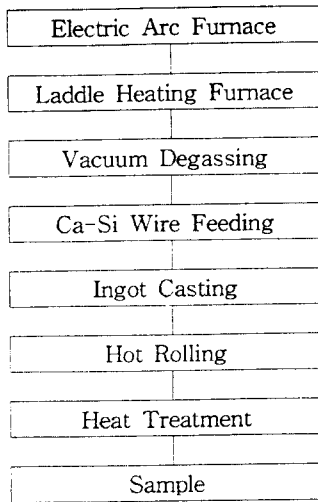 Electric Arc Furnace
Laddle Heating Furnace
Vacuum Degassing
Ca-Si Wire Feeding
Ingot Casting
Hot Rolling
Heat Treatment
Sample